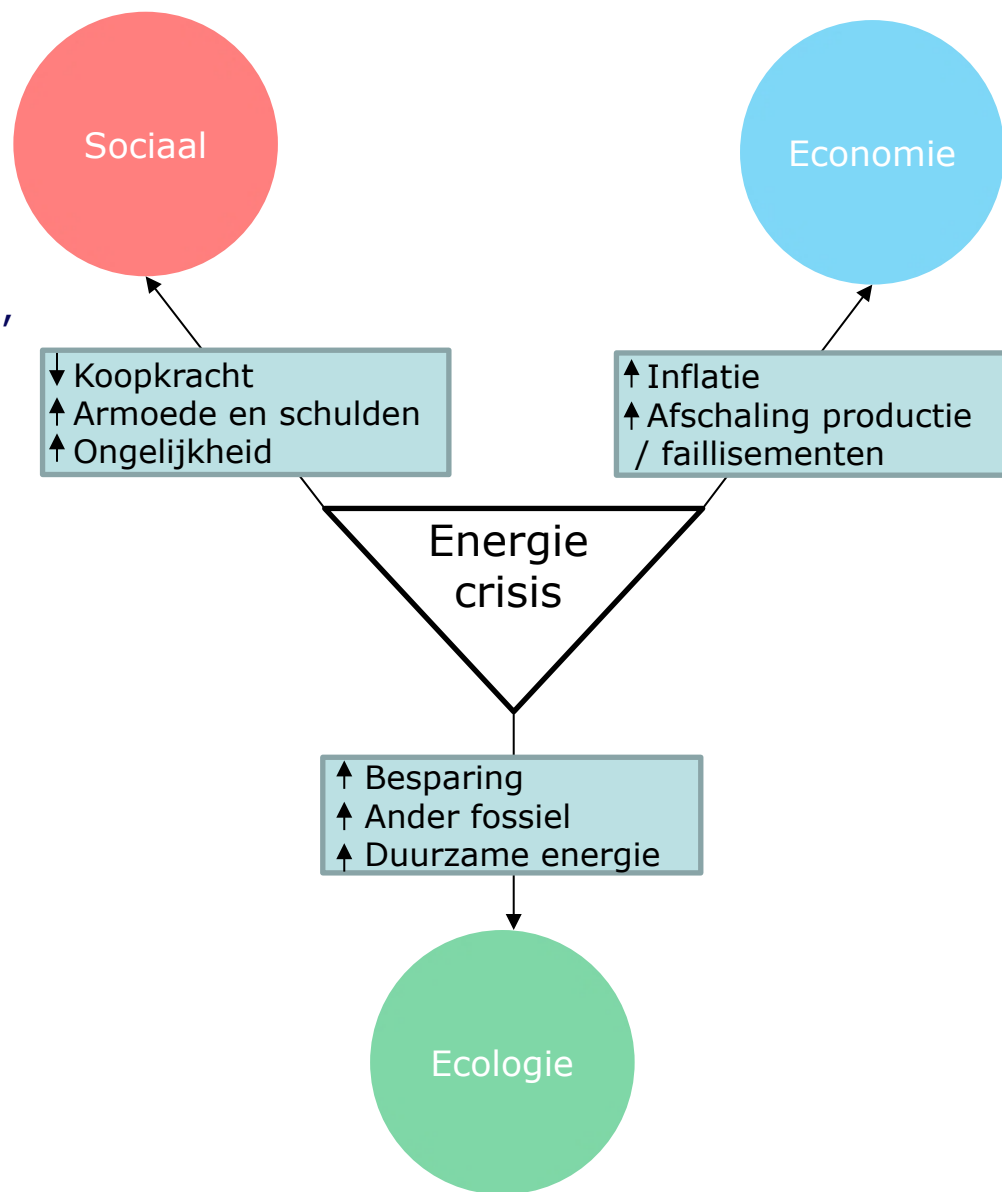 Sociaal
Economie
,
↓ Koopkracht
↑ Armoede en schulden
↑ Ongelijkheid
↑ Inflatie
↑ Afschaling productie
/ faillisementen
Energie
crisis
↑ Besparing
↑ Ander fossiel
↑ Duurzame energie
Ecologie